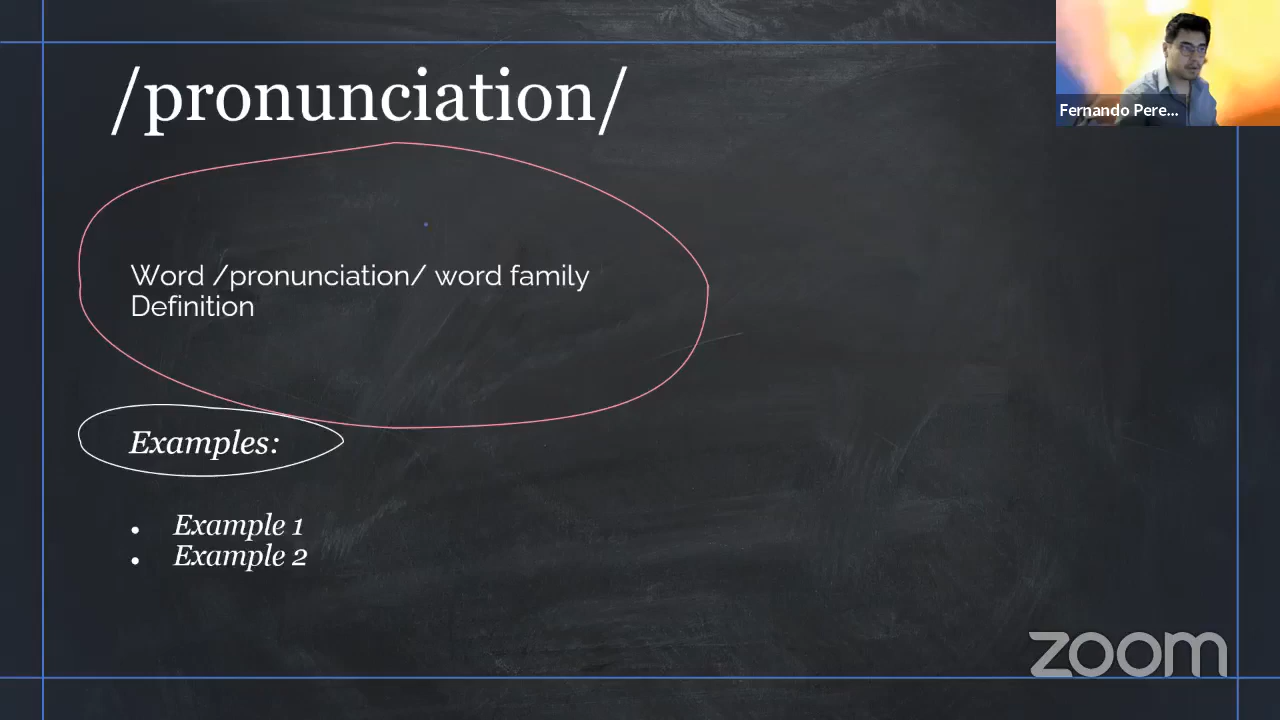 /pronunciation/
Fernando Pere...
Word /pronunciation/ word family
Definition
Examples:
• Example 1
• Example 2
zoom